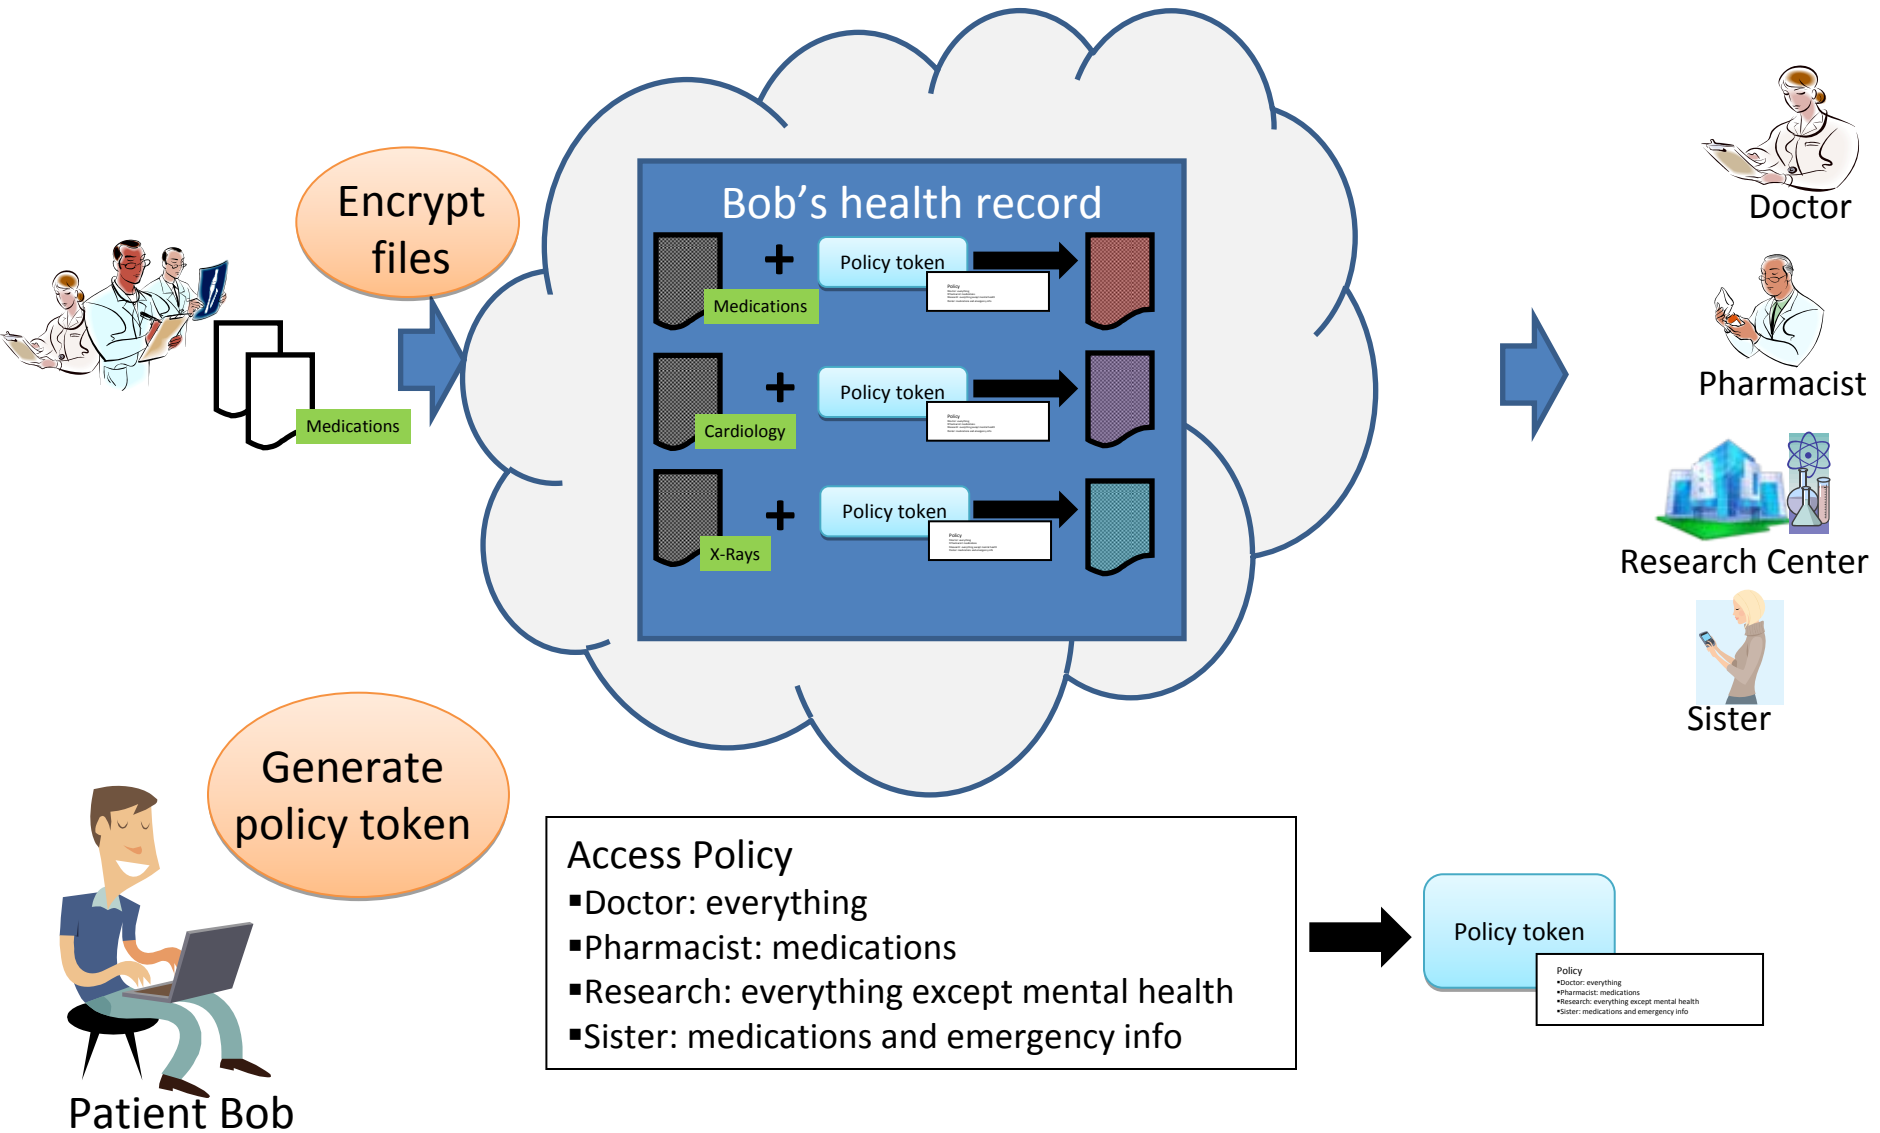 Encrypt
files
Medications
Bob's health record
Policy token
Policy
Medications
Policy token
Policy
Cardiology
Policy token
Policy
X-Rays
Doctor
Pharmacist
Research Center
Sister
Generate
policy token
Patient Bob
Access Policy
▪Doctor: everything
▪Pharmacist: medications
▪Research: everything except mental health
▪Sister: medications and emergency info
Policy token
Policy
▪Doctor: everything
▪Pharmacist: medications
▪Research: everything except mental health
▪Sister: medications and emergency info